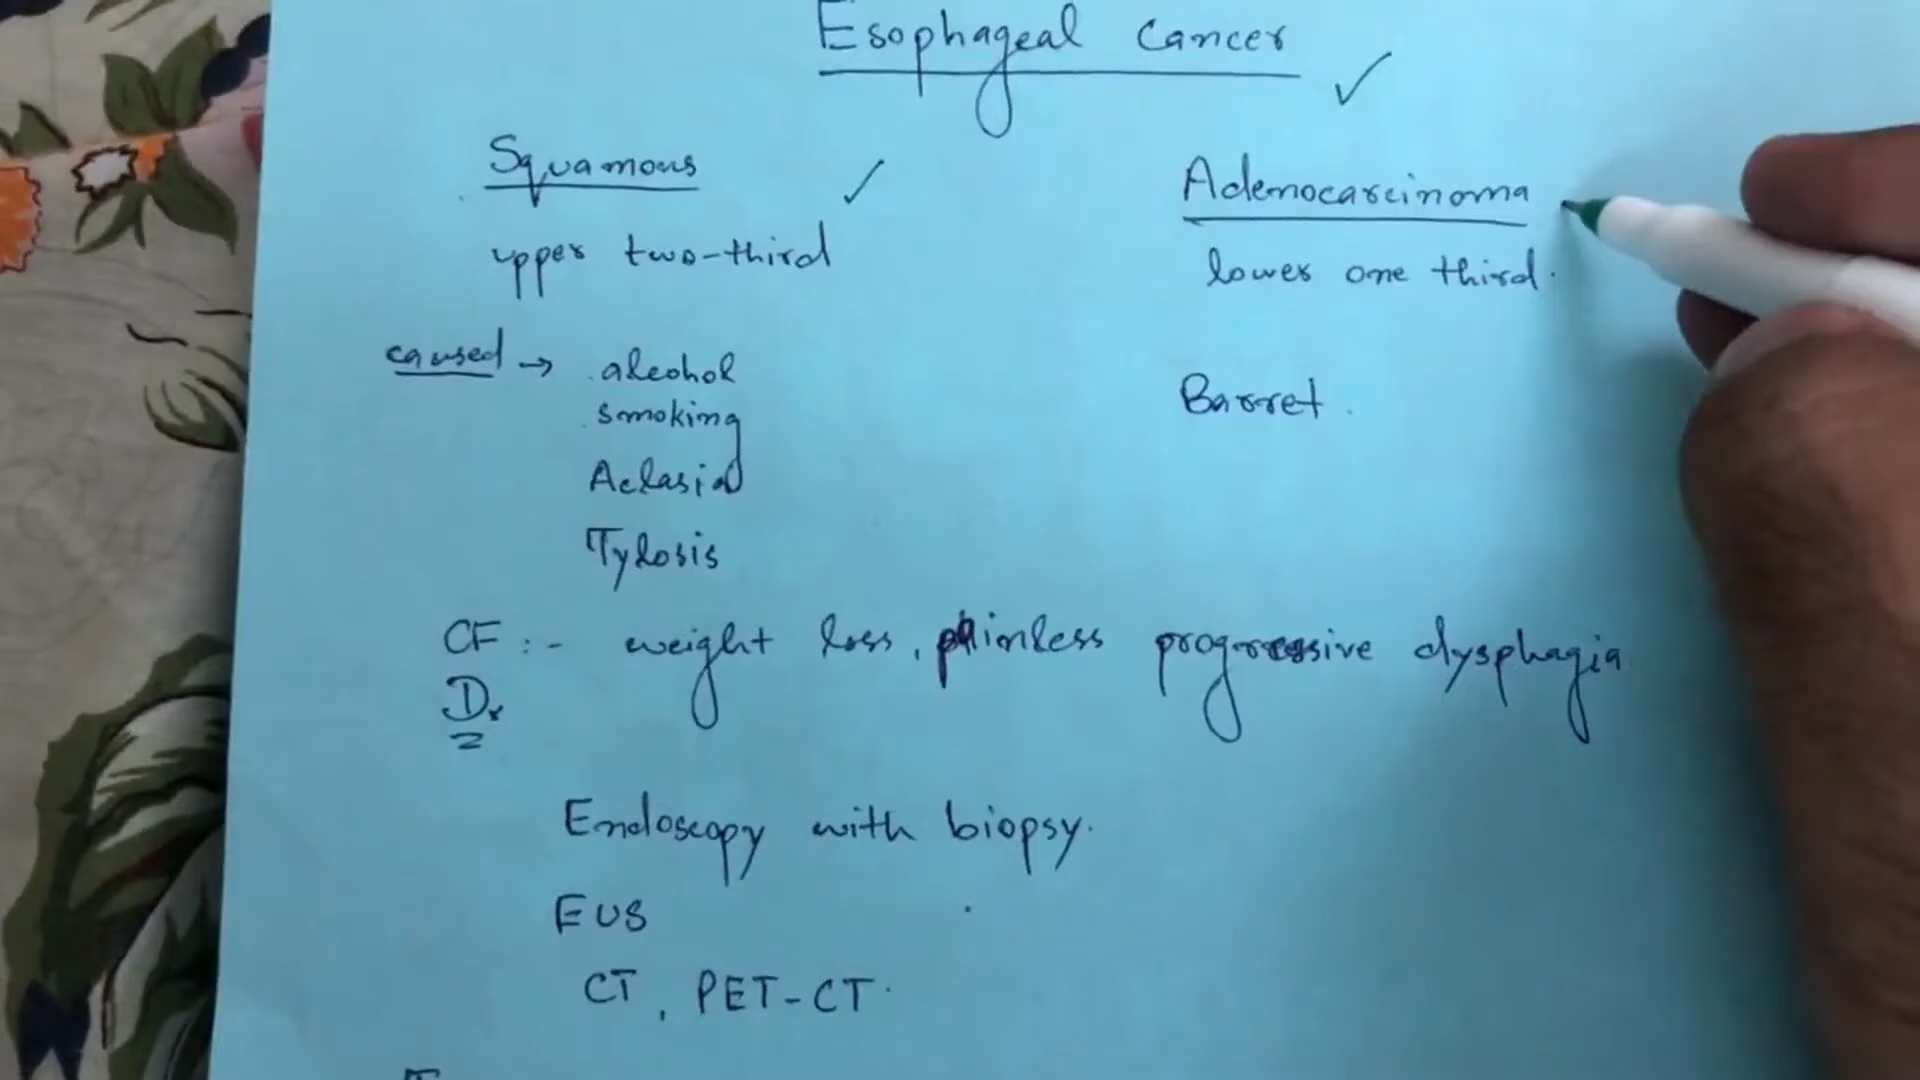 Esophageal cancer
Squamous
Adenocarcinoma
upper two-third
lower one third.
caused → alcohol
smoking
Barret.
Aclasia
Tylosis
CF :- weight loss, painless progressive dysphagia
Dx
Endoscopy with biopsy.
EUS
CT, PET-CT.